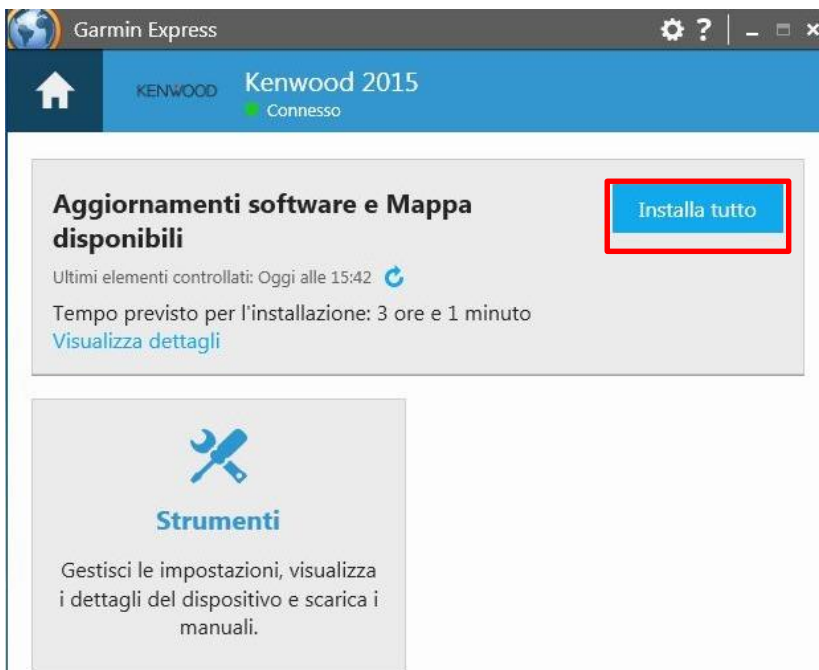 Garmin Express
?
KENWOOD
Kenwood 2015
Connesso
Aggiornamenti software e Mappa
disponibili
Installa tutto
Ultimi elementi controllati: Oggi alle 15:42
Tempo previsto per l'installazione: 3 ore e 1 minuto
Visualizza dettagli
Strumenti
Gestisci le impostazioni, visualizza
i dettagli del dispositivo e scarica i
manuali.